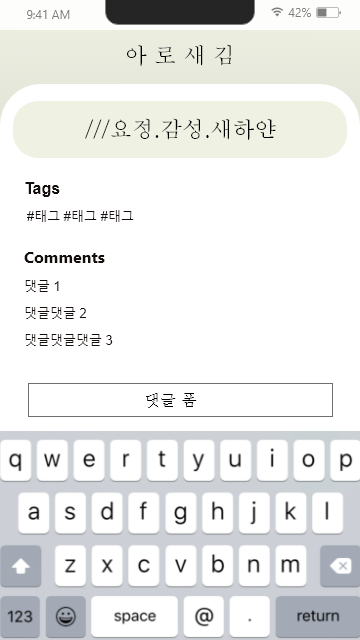 9:41 AM 42%
아 로 새 김
///요정.감성.새하얀
Tags
#태그 #태그 #태그
Comments
댓글 1
댓글댓글 2
댓글댓글댓글 3
댓글 폼
q w e r t y u i o p
a s d f g h j k l
z x c v b n m
123 space @ . return